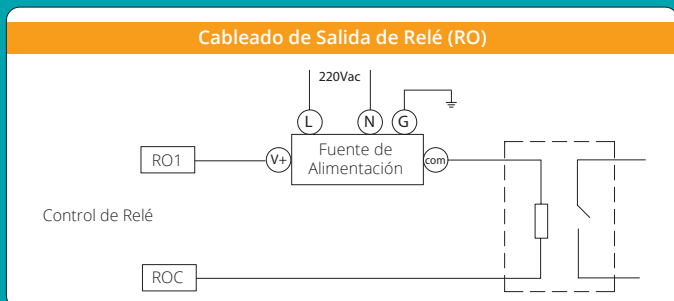 Cableado de Salida de Relé (RO)
220Vac
L
N
G
RO1
V+
Fuente de
Alimentación
com
Control de Relé
ROC